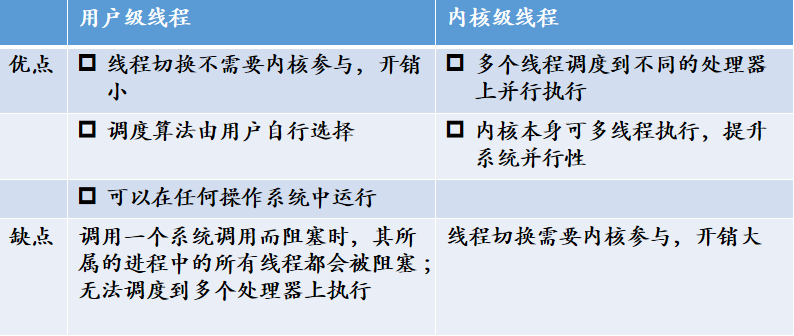 用户级线程
内核级线程
优点
线程切换不需要内核参与，开销
小
多个线程调度到不同的处理器
上并行执行
调度算法由用户自行选择
内核本身可多线程执行，提升
系统并行性
可以在任何操作系统中运行
缺点
调用一个系统调用而阻塞时，其所
属的进程中的所有线程都会被阻塞；
无法调度到多个处理器上执行
线程切换需要内核参与，开销大